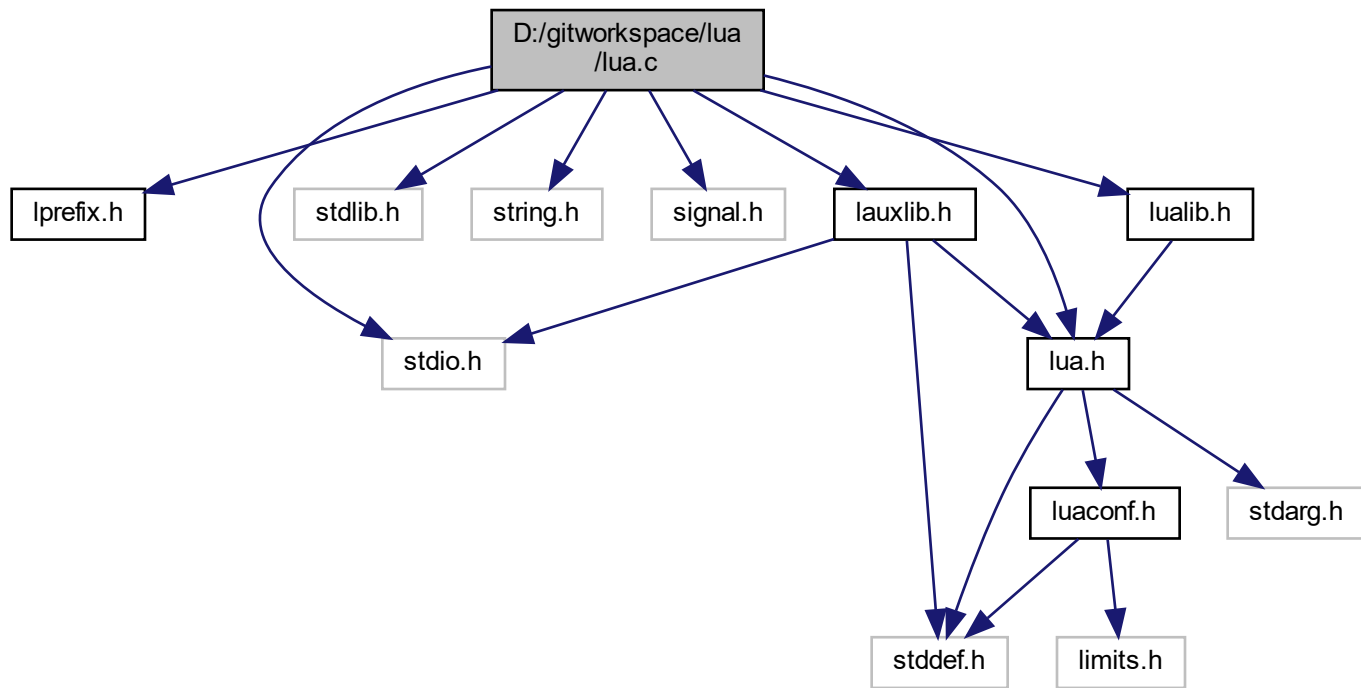 D:/gitworkspace/lua
/lua.c
lprefix.h
stdlib.h
string.h
signal.h
lauxlib.h
lualib.h
stdio.h
lua.h
luaconf.h
stdarg.h
stddef.h
limits.h